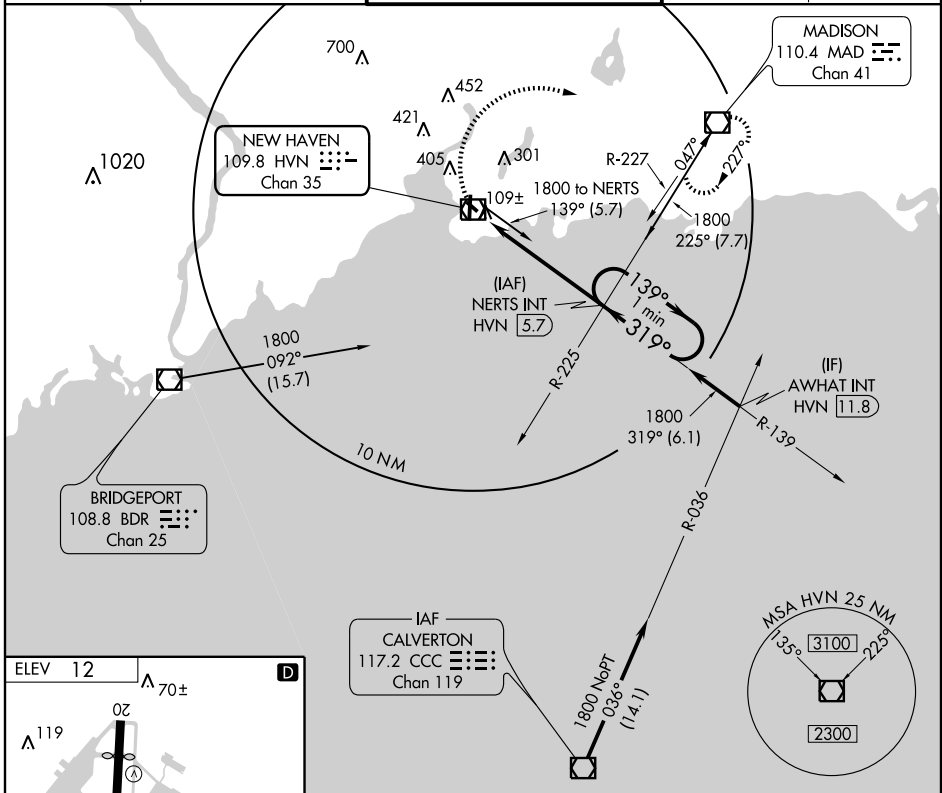 MADISON
110.4 MAD
Chan 41
700
452
421
405
301
1020
NEW HAVEN
109.8 HVN
Chan 35
109±
1800 to NERTS
139° (5.7)
R-227
047°
227°
1800
225° (7.7)
(IAF)
NERTS INT
HVN 5.7
139°
1 min
319°
1800
092°
(15.7)
R-225
(IF)
AWHAT INT
HVN 11.8
1800
319° (6.1)
R-139
10 NM
BRIDGEPORT
108.8 BDR
Chan 25
R-036
IAF
CALVERTON
117.2 CCC
Chan 119
1800 NoPT
036°
(14.1)
MSA HVN 25 NM
135°
3100
225°
2300
ELEV 12
D
70±
20
119